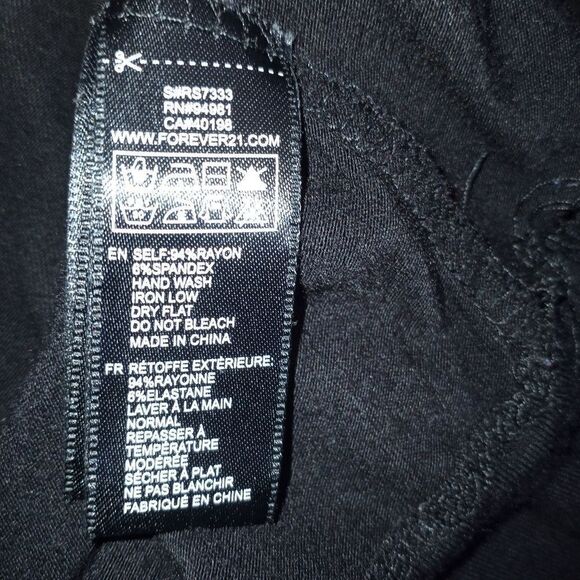 S#RS7333
RN#94981
CA#40198
WWW.FOREVER21.COM
EN SELF:94%RAYON
6%SPANDEX
HAND WASH
IRON LOW
DRY FLAT
DO NOT BLEACH
MADE IN CHINA
FR RETOFFE EXTÉRIEURE:
94%RAYONNE
6%ELASTANE
LAVER À LA MAIN
NORMAL
REPASSER À
TEMPÉRATURE
MODÉRÉE
SÉCHER À PLAT
NE PAS BLANCHIR
FABRIQUÉ EN CHINE